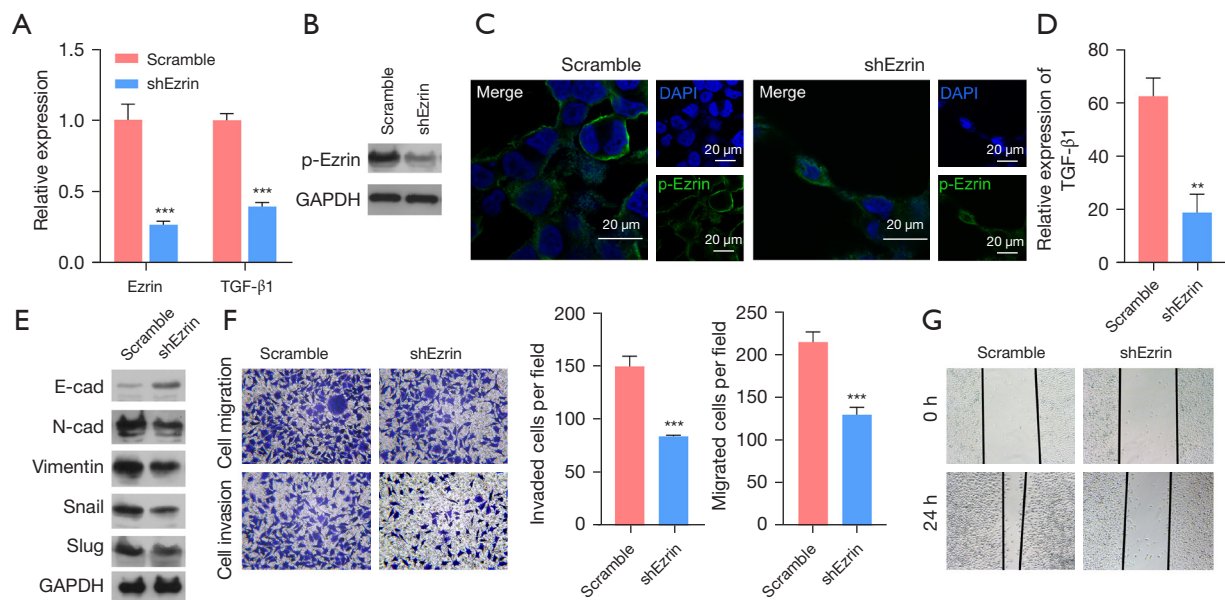 A
Relative expression
1.5
1.0
0.5
0.0
Scramble
shEzrin
***
***
Ezrin
TGF-β1
B
Scramble
shEzrin
p-Ezrin
GAPDH
C
Scramble
shEzrin
Merge
20 μm
DAPI
20 μm
p-Ezrin
20 μm
Merge
20 μm
DAPI
20 μm
p-Ezrin
20 μm
D
Relative expression of
TGF-β1
80
60
40
20
0
**
Scramble
shEzrin
E
Scramble
shEzrin
E-cad
N-cad
Vimentin
Snail
Slug
GAPDH
F
Scramble
shEzrin
Cell migration
Cell invasion
Invaded cells per field
200
150
100
50
0
***
Scramble
shEzrin
Migrated cells per field
250
200
150
100
50
0
***
Scramble
shEzrin
G
Scramble
shEzrin
0 h
24 h